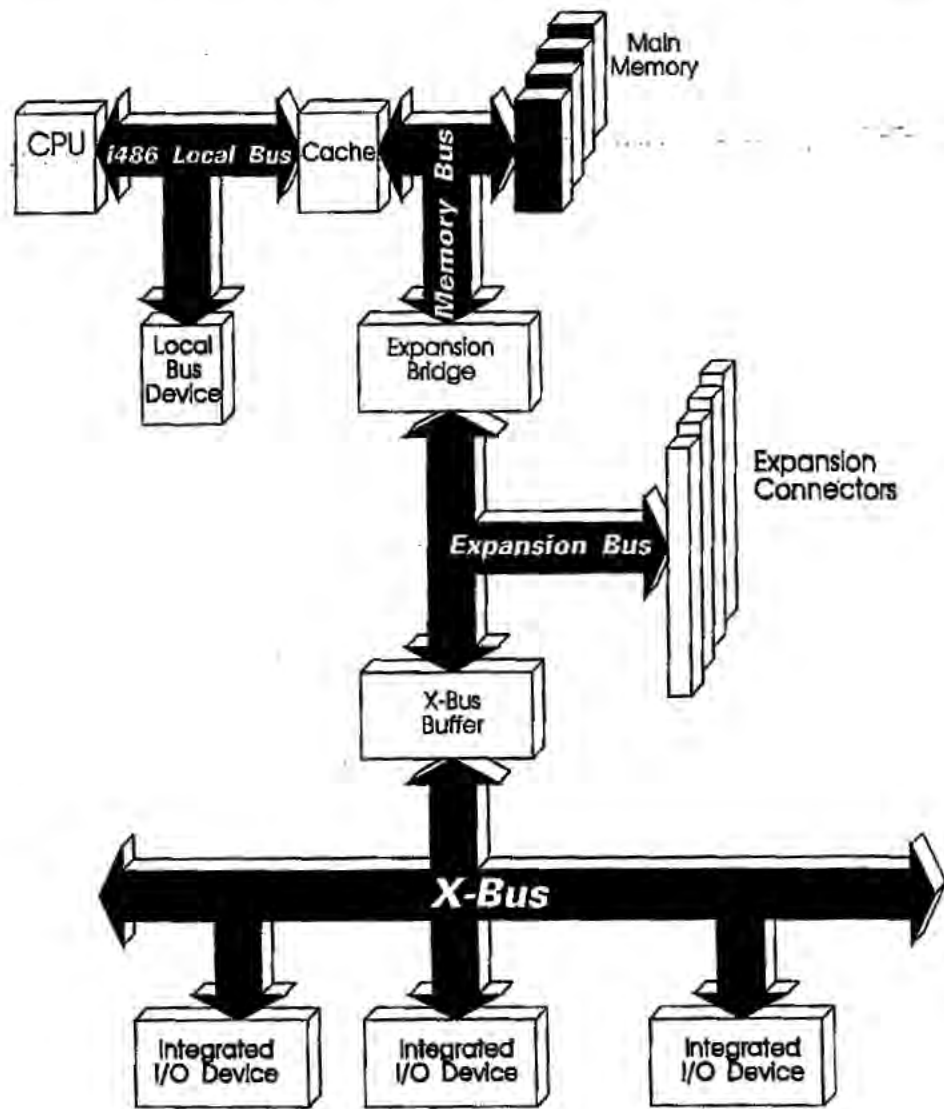 Main
Memory
CPU
i486 Local Bus
Cache
Memory Bus
Local
Bus
Device
Expansion
Bridge
Expansion
Connectors
Expansion Bus
X-Bus
Buffer
X-Bus
Integrated
I/O Device
Integrated
I/O Device
Integrated
I/O Device